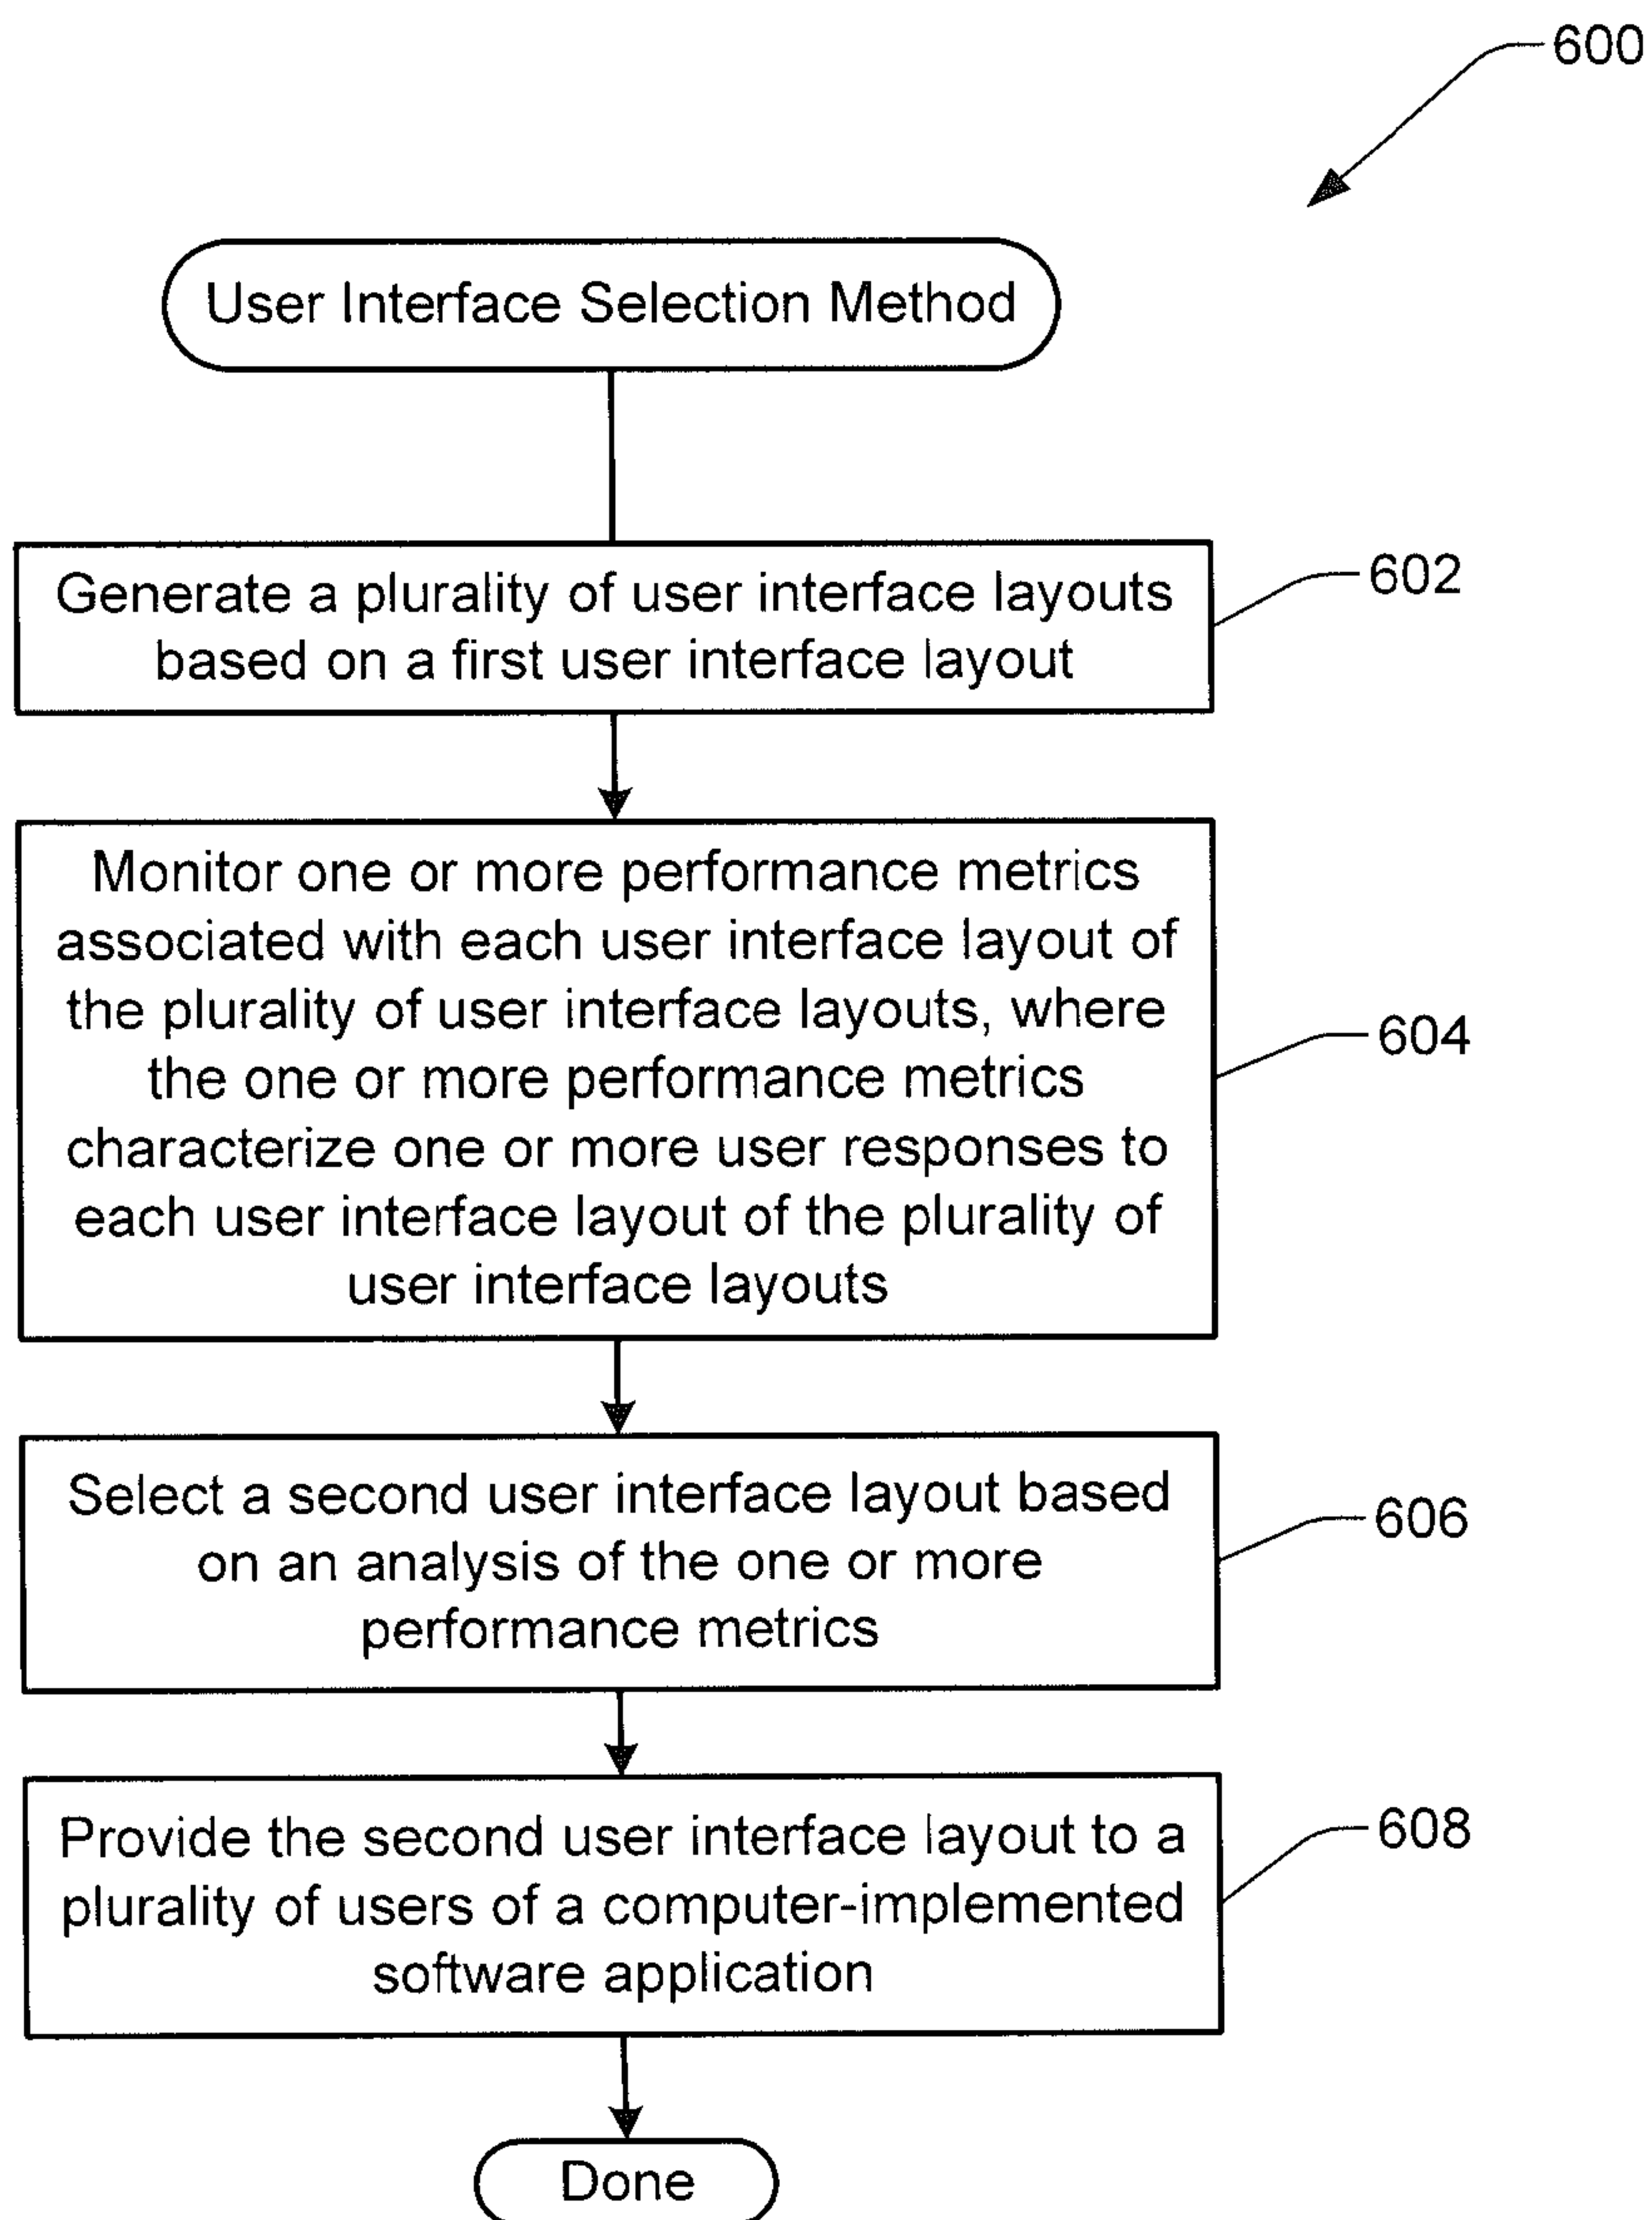 600
User Interface Selection Method
Generate a plurality of user interface layouts
based on a first user interface layout
602
Monitor one or more performance metrics
associated with each user interface layout of
the plurality of user interface layouts, where
the one or more performance metrics
characterize one or more user responses to
each user interface layout of the plurality of
user interface layouts
604
Select a second user interface layout based
on an analysis of the one or more
performance metrics
606
Provide the second user interface layout to a
plurality of users of a computer-implemented
software application
608
Done